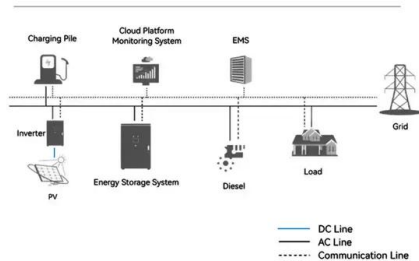 Charging Pile
Cloud Platform
Monitoring System
EMS
Grid
Inverter
PV
Energy Storage System
Diesel
Load
DC Line
AC Line
Communication Line